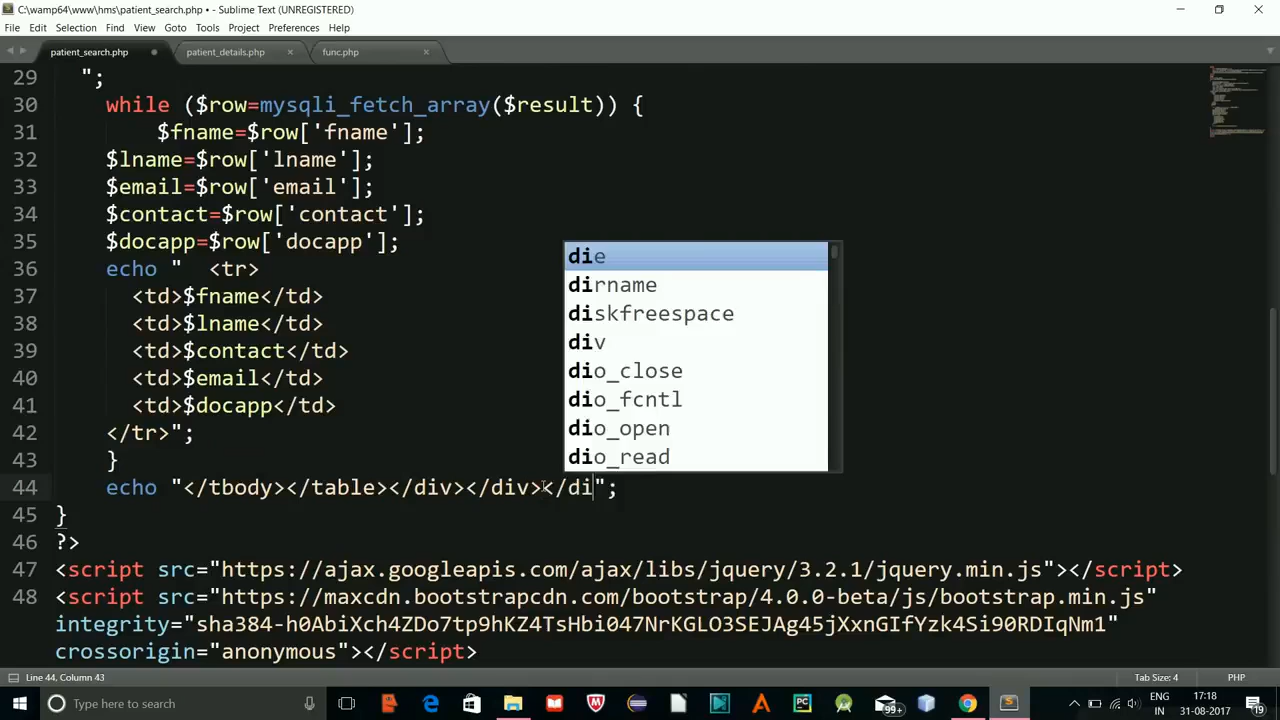 C:\wamp64\www\hms\patient_search.php • - Sublime Text (UNREGISTERED)
File Edit Selection Find View Goto Tools Project Preferences Help
patient_search.php patient_details.php func.php
29 ";
30 while ($row=mysqli_fetch_array($result)) {
31 $fname=$row['fname'];
32 $lname=$row['lname'];
33 $email=$row['email'];
34 $contact=$row['contact'];
35 $docapp=$row['docapp'];
36 echo " <tr>
37 <td>$fname</td>
38 <td>$lname</td>
39 <td>$contact</td>
40 <td>$email</td>
41 <td>$docapp</td>
42 </tr>";
43 }
44 echo "</tbody></table></div></div></di";
45 }
46 ?>
47 <script src="https://ajax.googleapis.com/ajax/libs/jquery/3.2.1/jquery.min.js"></script>
48 <script src="https://maxcdn.bootstrapcdn.com/bootstrap/4.0.0-beta/js/bootstrap.min.js"
integrity="sha384-h0AbiXch4ZDo7tp9hKZ4TsHbi047NrKGLO3SEJAg45jXxnGIfYzk4Si90RDIqNm1"
crossorigin="anonymous"></script>
die
dirname
diskfreespace
div
dio_close
dio_fcntl
dio_open
dio_read
Line 44, Column 43 Tab Size: 4 PHP
Type here to search 99+ ENG 17:18
IN 31-08-2017 19